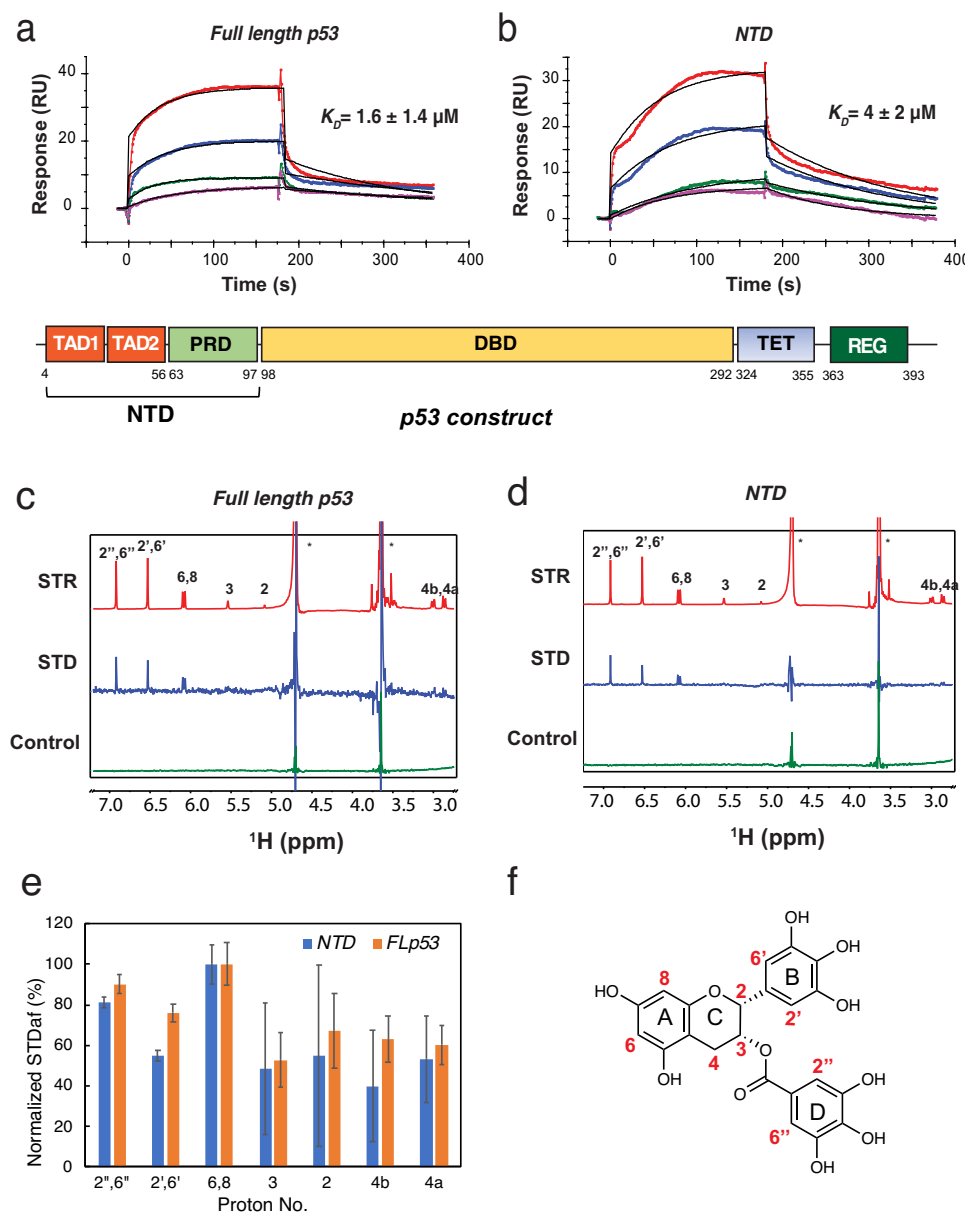 a
Full length p53
Response (RU)
40
20
0
K_D= 1.6 ± 1.4 µM
0 100 200 300 400
Time (s)
b
NTD
Response (RU)
30
20
10
0
K_D= 4 ± 2 µM
0 100 200 300 400
Time (s)
TAD1 TAD2 PRD DBD TET REG
4 56 63 97 98 292 324 355 363 393
NTD
p53 construct
c
Full length p53
STR
STD
Control
2'',6'' 2',6' 6,8 3 2 * * 4b,4a
7.0 6.5 6.0 5.5 5.0 4.5 4.0 3.5 3.0
¹H (ppm)
d
NTD
STR
STD
Control
2'',6'' 2',6' 6,8 3 2 * * 4b,4a
7.0 6.5 6.0 5.5 5.0 4.5 4.0 3.5 3.0
¹H (ppm)
e
Normalized STDaf (%)
120
100
80
60
40
20
0
NTD FLp53
2'',6'' 2',6' 6,8 3 2 4b 4a
Proton No.
f
OH
6' OH
B
8 2 OH
HO O 2'
A C
6 3
4 O
OH 2'' OH
O
D OH
6''
OH